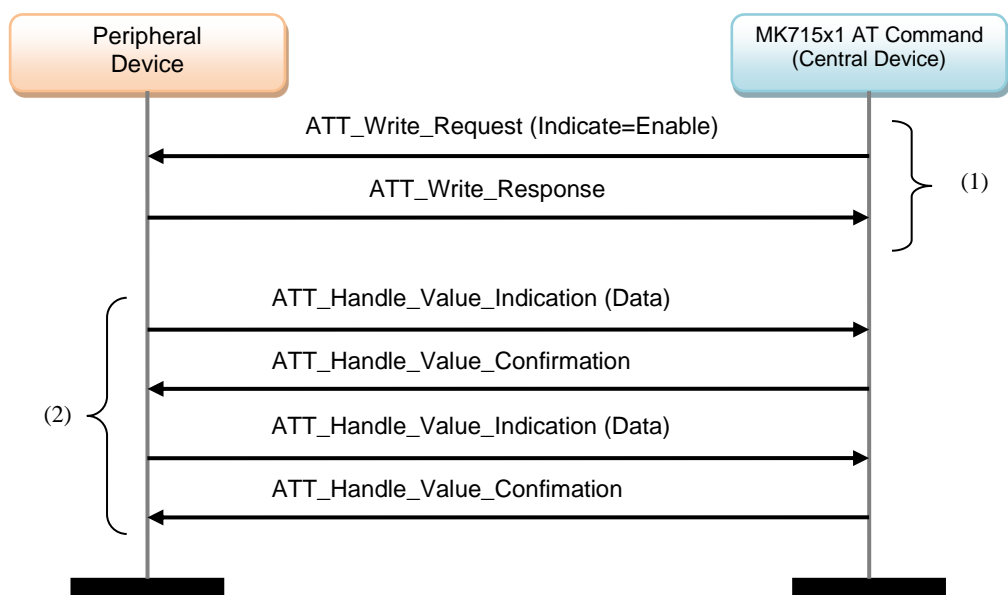 Peripheral
Device
MK715x1 AT Command
(Central Device)
ATT_Write_Request (Indicate=Enable)
ATT_Write_Response
(1)
ATT_Handle_Value_Indication (Data)
ATT_Handle_Value_Confirmation
(2)
ATT_Handle_Value_Indication (Data)
ATT_Handle_Value_Confimation